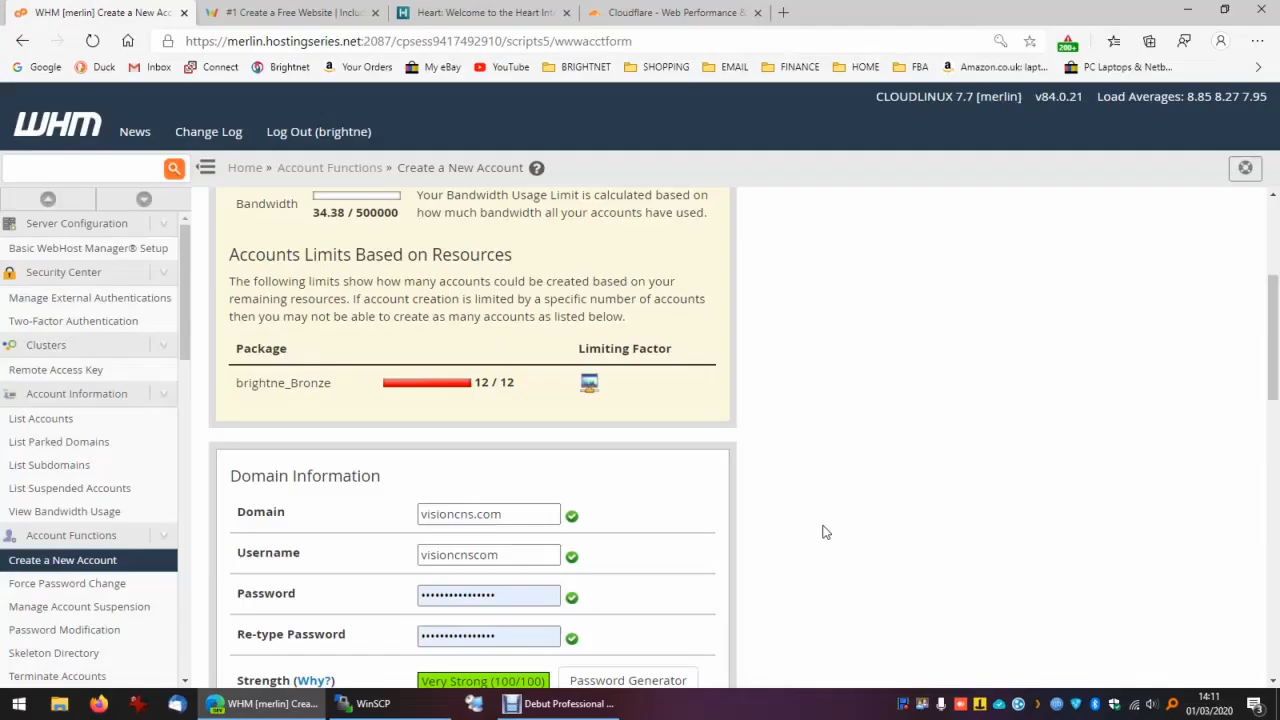 WHM [merlin] Create a New Acco
#1 Create a Free Website | Includ
Heart: Welcome to the Heart Int
Cloudflare - Web Performance &
https://merlin.hostingseries.net:2087/cpsess9417492910/scripts5/wwwacctform
200+
Google
Duck
Inbox
Connect
Brightnet
Your Orders
My eBay
YouTube
BRIGHTNET
SHOPPING
EMAIL
FINANCE
HOME
FBA
Amazon.co.uk: lapt...
PC Laptops & Netb...
CLOUDLINUX 7.7 [merlin] v84.0.21 Load Averages: 8.85 8.27 7.95
WHM
News
Change Log
Log Out (brightne)
Home » Account Functions » Create a New Account
Server Configuration
Basic WebHost Manager® Setup
Security Center
Manage External Authentications
Two-Factor Authentication
Clusters
Remote Access Key
Account Information
List Accounts
List Parked Domains
List Subdomains
List Suspended Accounts
View Bandwidth Usage
Account Functions
Create a New Account
Force Password Change
Manage Account Suspension
Password Modification
Skeleton Directory
Terminate Accounts
Bandwidth
34.38 / 500000
Your Bandwidth Usage Limit is calculated based on
how much bandwidth all your accounts have used.
Accounts Limits Based on Resources
The following limits show how many accounts could be created based on your
remaining resources. If account creation is limited by a specific number of accounts
then you may not be able to create as many accounts as listed below.
Package
Limiting Factor
brightne_Bronze
12 / 12
Domain Information
Domain
visioncns.com
Username
visioncnscom
Password
••••••••••••••••
Re-type Password
••••••••••••••••
Strength (Why?)
Very Strong (100/100)
Password Generator
WHM [merlin] Crea...
WinSCP
Debut Professional ...
14:11
01/03/2020